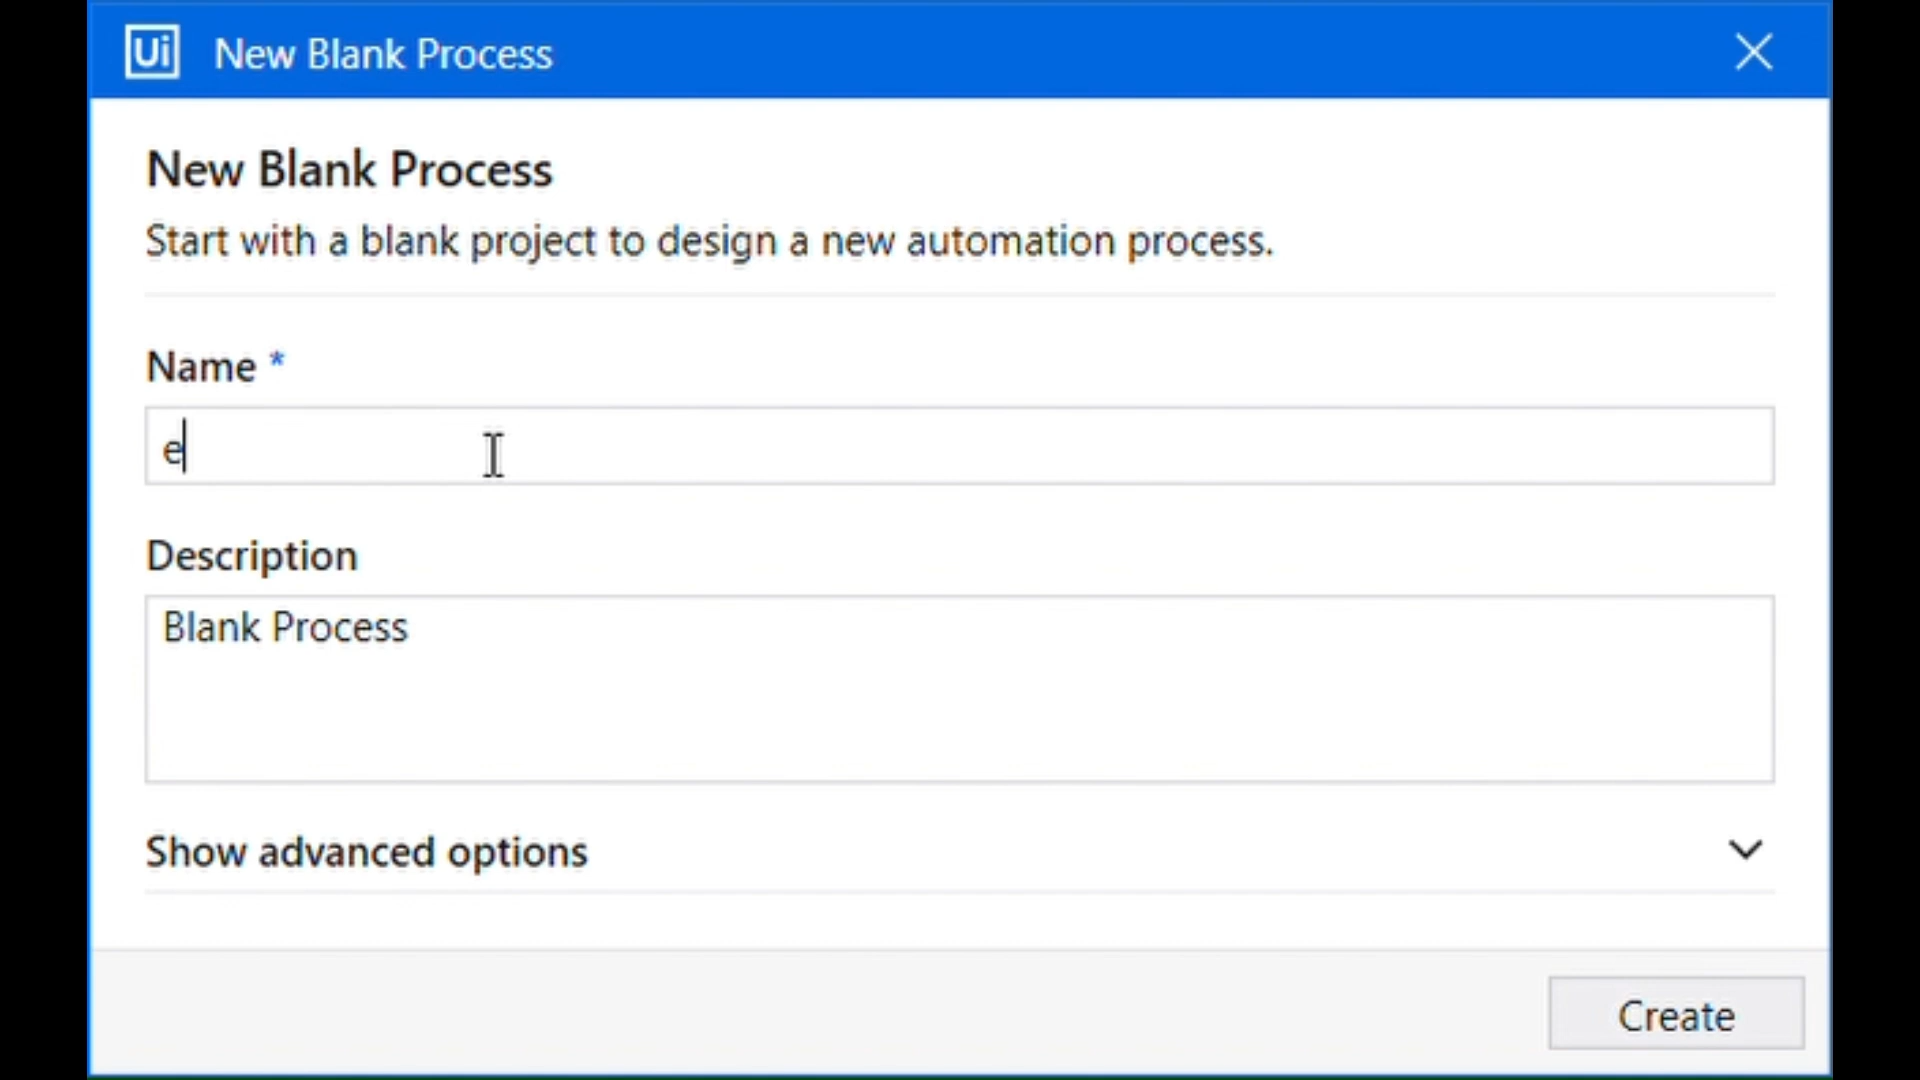 Ui New Blank Process
New Blank Process
Start with a blank project to design a new automation process.
Name *
e
Description
Blank Process
Show advanced options
Create